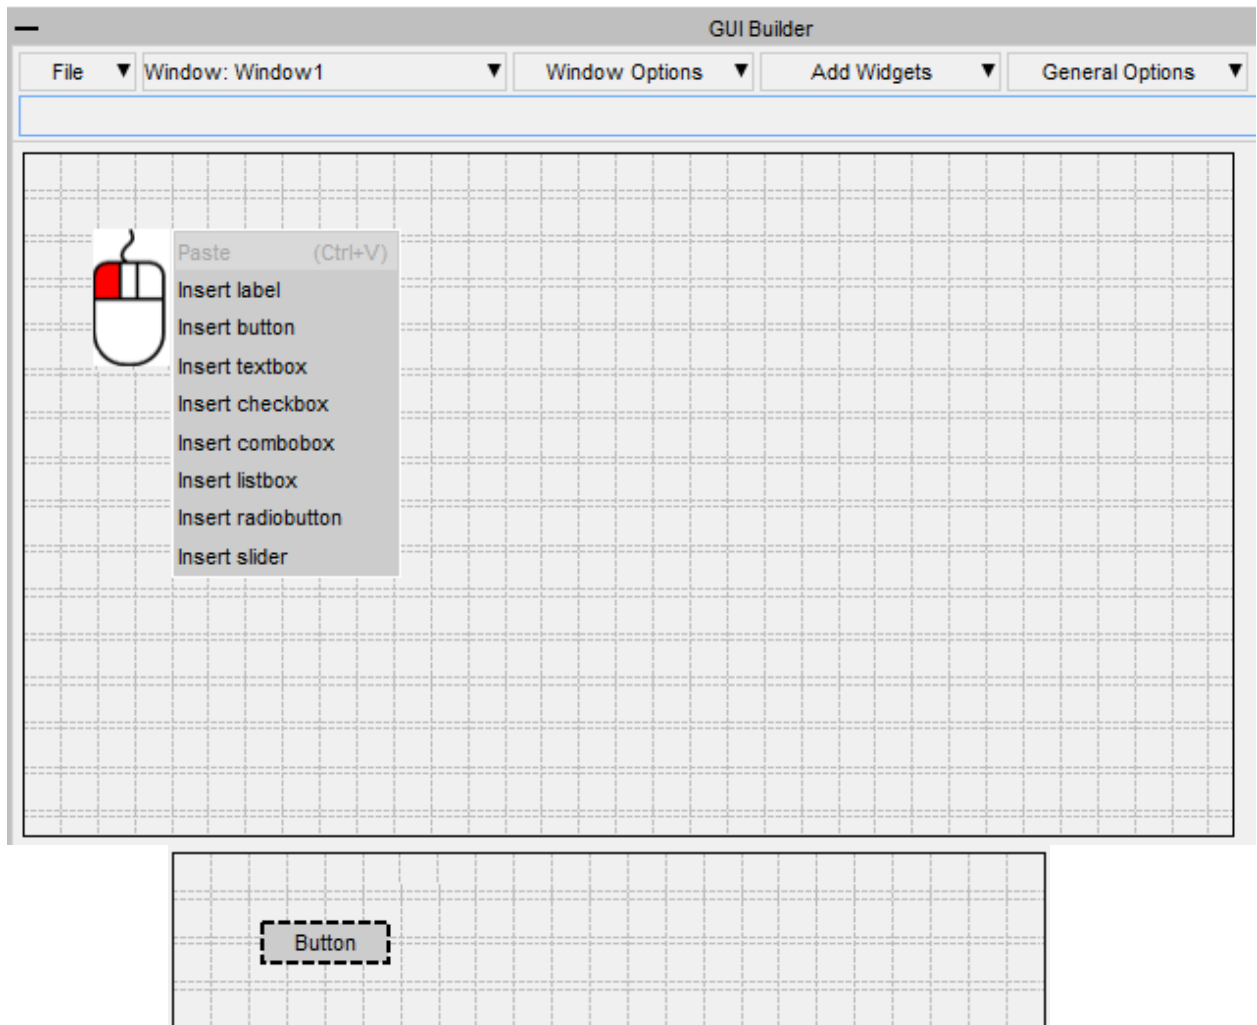 GUI Builder
File ▼ Window: Window1 ▼ Window Options ▼ Add Widgets ▼ General Options ▼
Paste (Ctrl+V)
Insert label
Insert button
Insert textbox
Insert checkbox
Insert combobox
Insert listbox
Insert radiobutton
Insert slider
Button